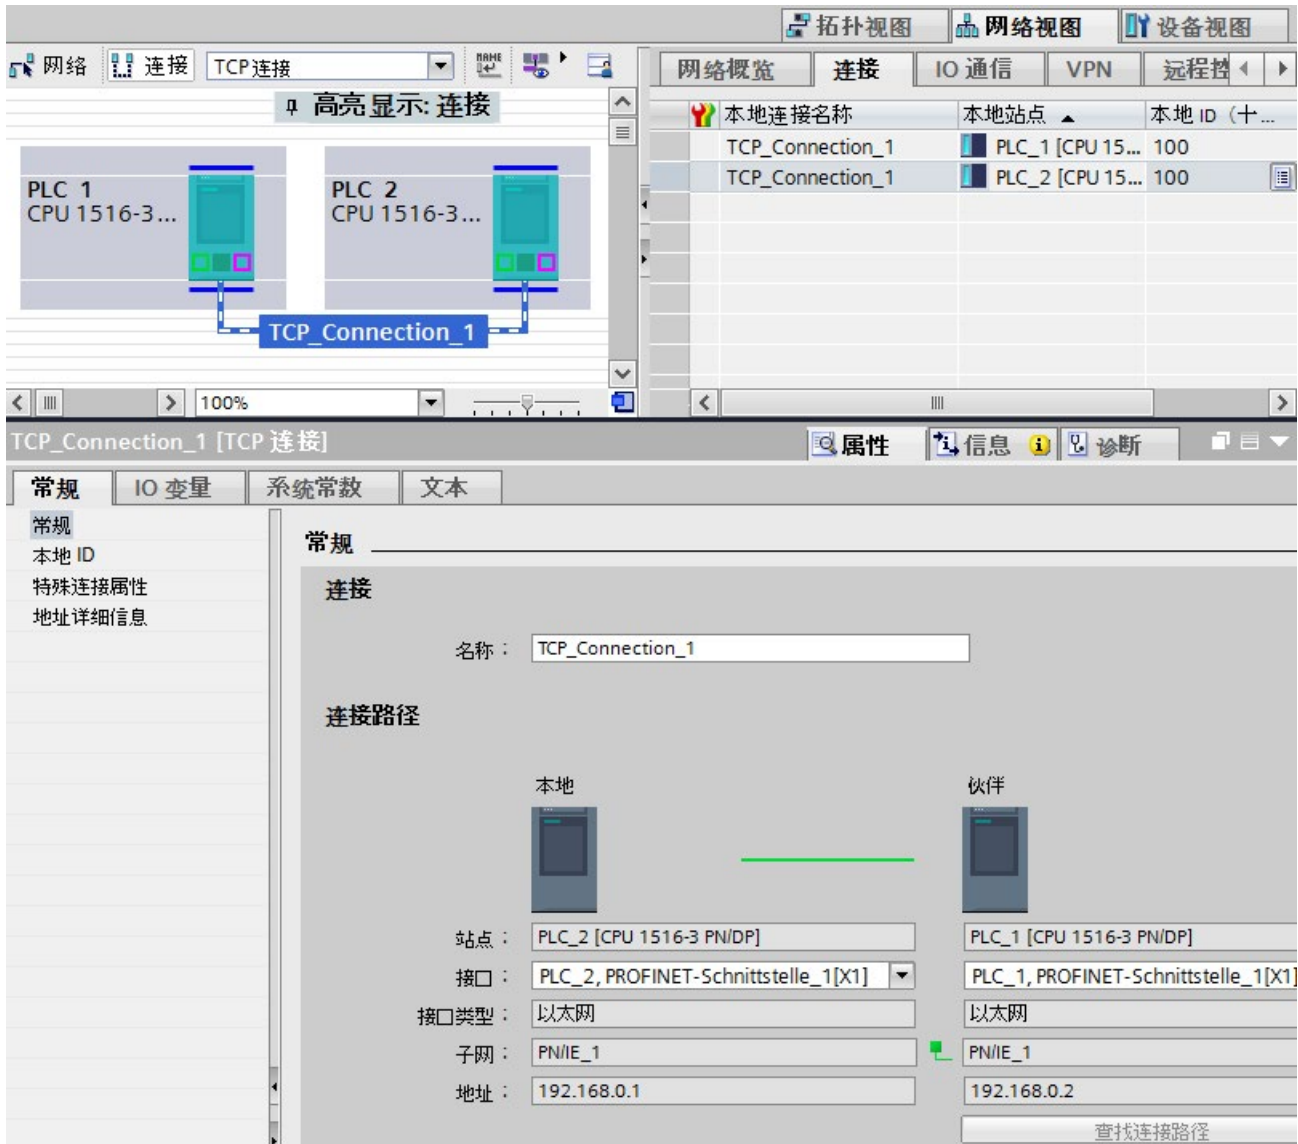 拓扑视图 网络视图 设备视图
网络 连接 TCP连接 NAME
网络概览 连接 IO 通信 VPN 远程控
高亮显示: 连接
本地连接名称 本地站点 本地 ID（十...
TCP_Connection_1 PLC_1 [CPU 15... 100
TCP_Connection_1 PLC_2 [CPU 15... 100
PLC_1
CPU 1516-3...
PLC_2
CPU 1516-3...
TCP_Connection_1
100%
TCP_Connection_1 [TCP 连接]
属性 信息 诊断
常规 IO 变量 系统常数 文本
常规
本地 ID
特殊连接属性
地址详细信息
常规
连接
名称： TCP_Connection_1
连接路径
本地 伙伴
站点： PLC_2 [CPU 1516-3 PN/DP] PLC_1 [CPU 1516-3 PN/DP]
接口： PLC_2, PROFINET-Schnittstelle_1[X1] PLC_1, PROFINET-Schnittstelle_1[X1]
接口类型： 以太网 以太网
子网： PN/IE_1 PN/IE_1
地址： 192.168.0.1 192.168.0.2
查找连接路径